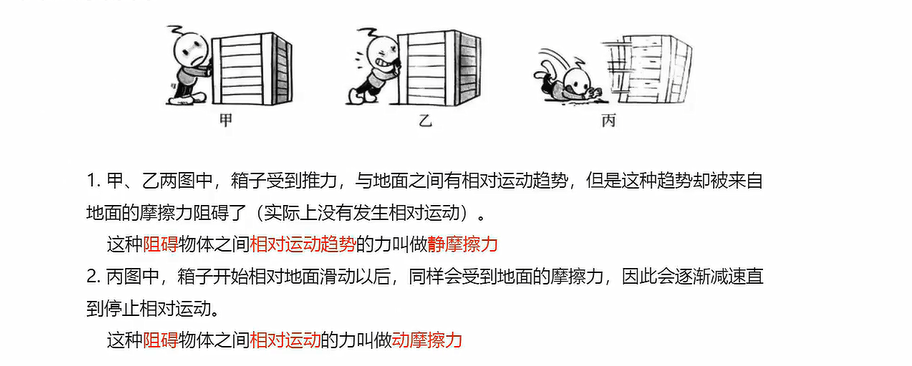 甲 乙 丙
1. 甲、乙两图中，箱子受到推力，与地面之间有相对运动趋势，但是这种趋势却被来自
地面的摩擦力阻碍了（实际上没有发生相对运动）。
这种阻碍物体之间相对运动趋势的力叫做静摩擦力
2. 丙图中，箱子开始相对地面滑动以后，同样会受到地面的摩擦力，因此会逐渐减速直
到停止相对运动。
这种阻碍物体之间相对运动的力叫做动摩擦力